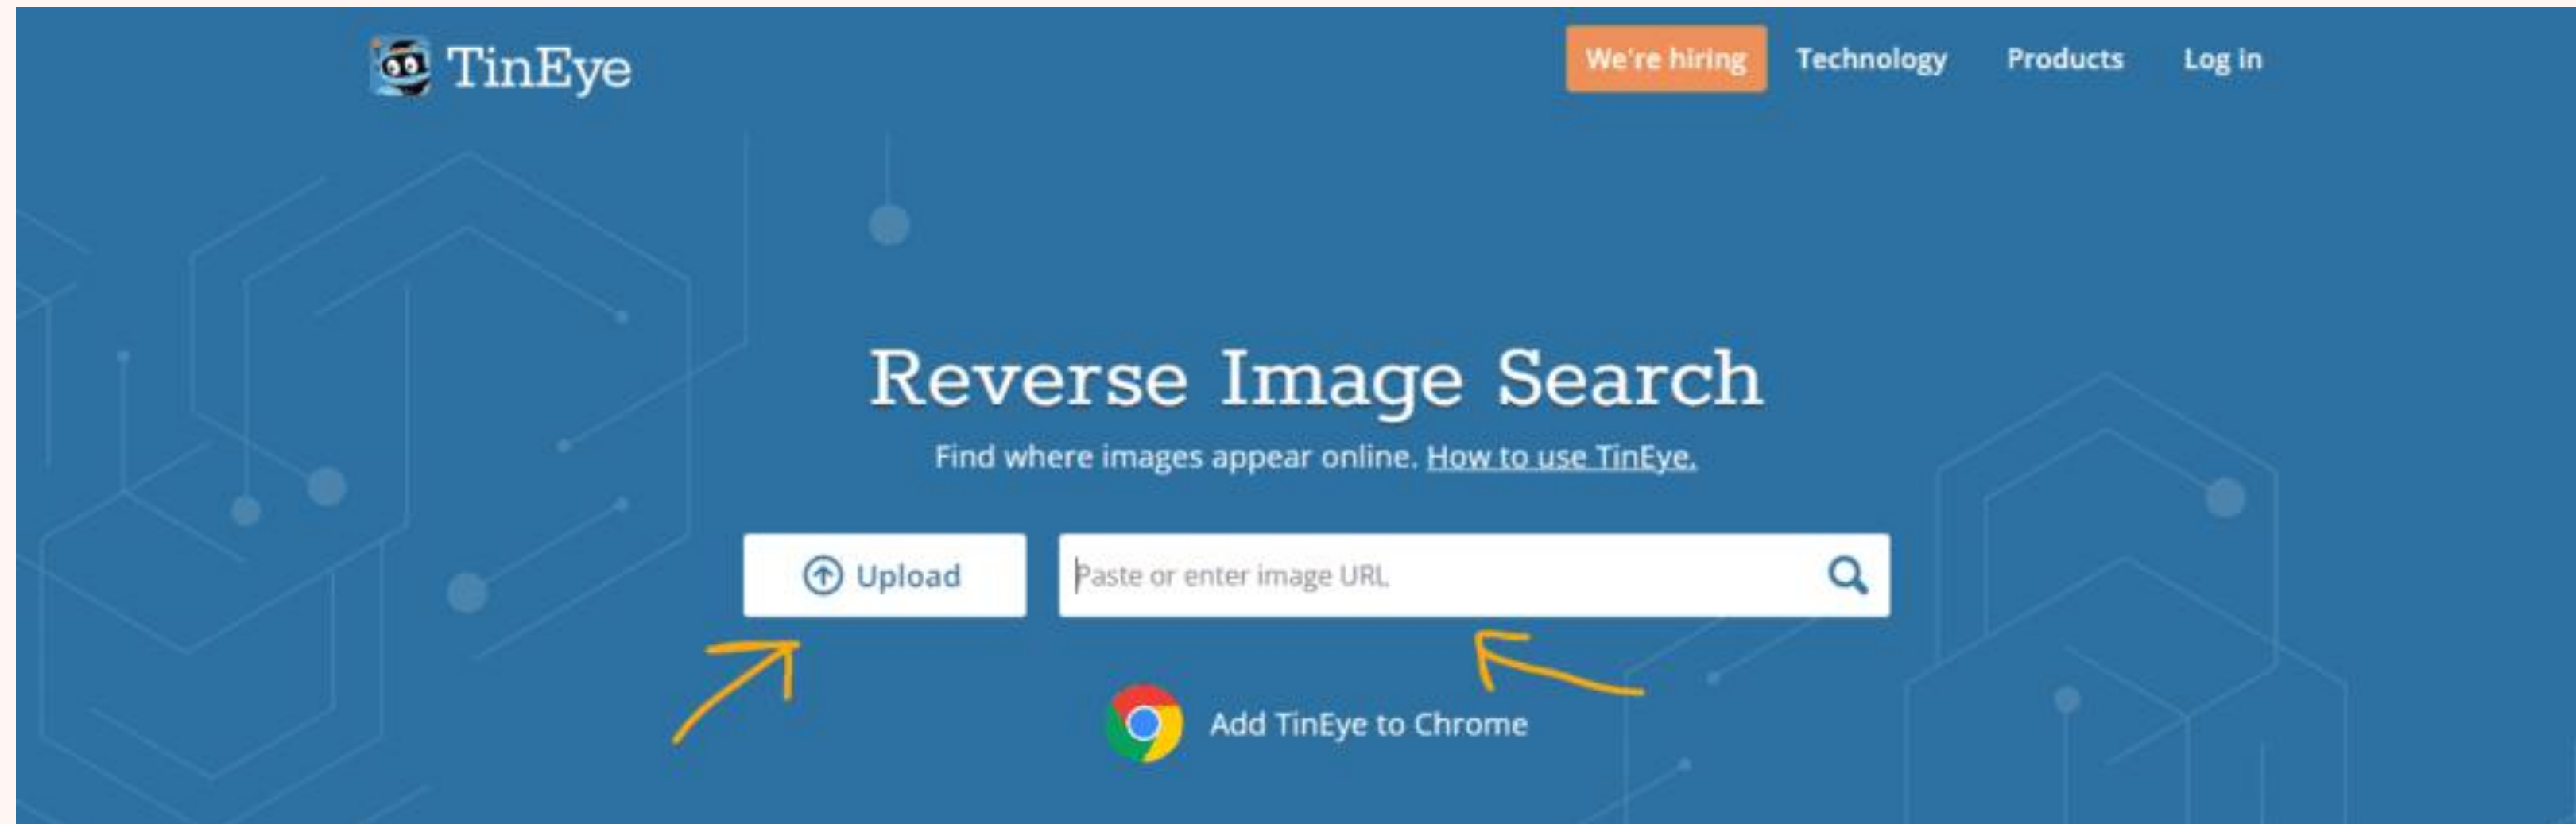 TinEye
We're hiring Technology Products Log in
Reverse Image Search
Find where images appear online. How to use TinEye.
Upload
Paste or enter image URL
Add TinEye to Chrome